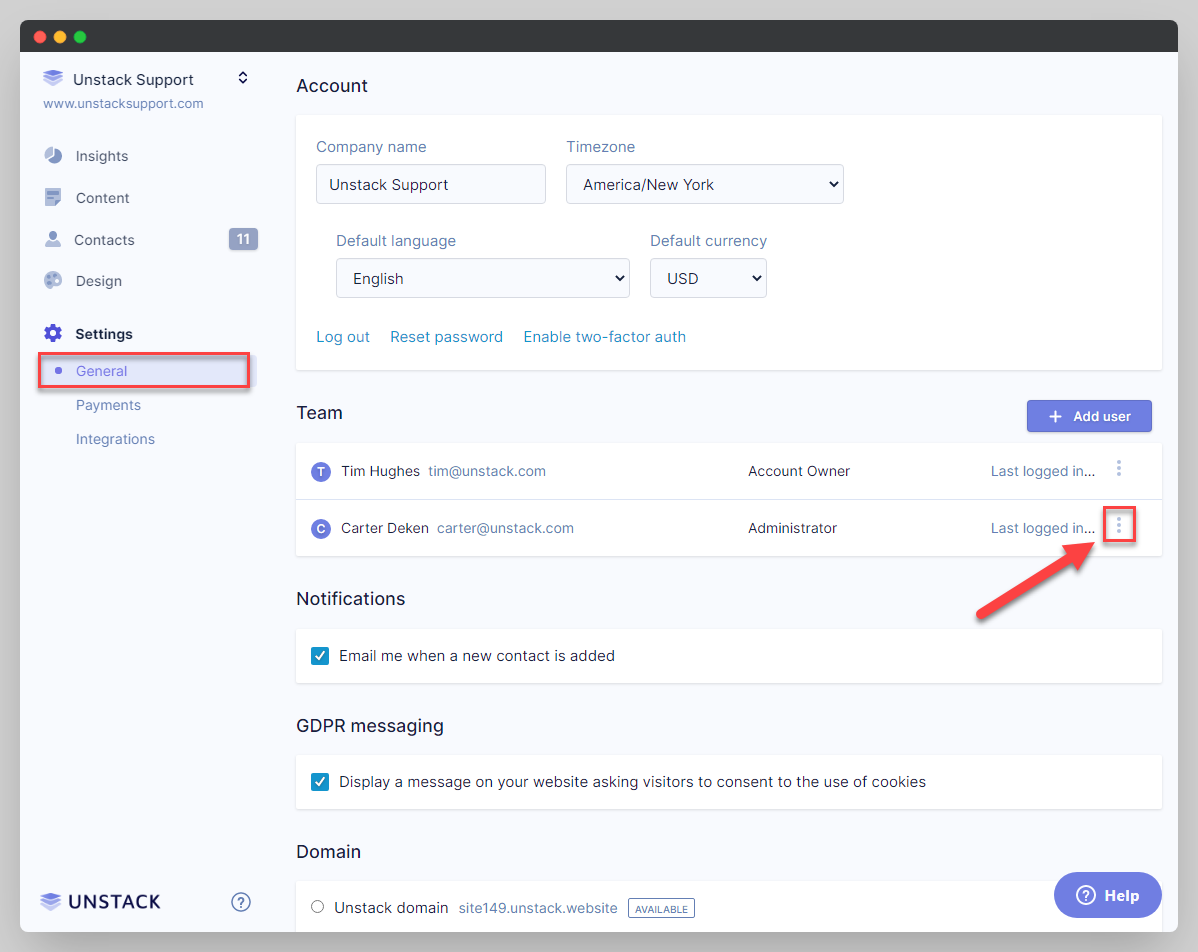 Unstack Support
www.unstacksupport.com
Insights
Content
Contacts 11
Design
Settings
General
Payments
Integrations
UNSTACK ?
Account
Company name Timezone
Unstack Support America/New York
Default language Default currency
English USD
Log out Reset password Enable two-factor auth
Team + Add user
T Tim Hughes tim@unstack.com Account Owner Last logged in...
C Carter Deken carter@unstack.com Administrator Last logged in...
Notifications
Email me when a new contact is added
GDPR messaging
Display a message on your website asking visitors to consent to the use of cookies
Domain
Unstack domain site149.unstack.website AVAILABLE
? Help